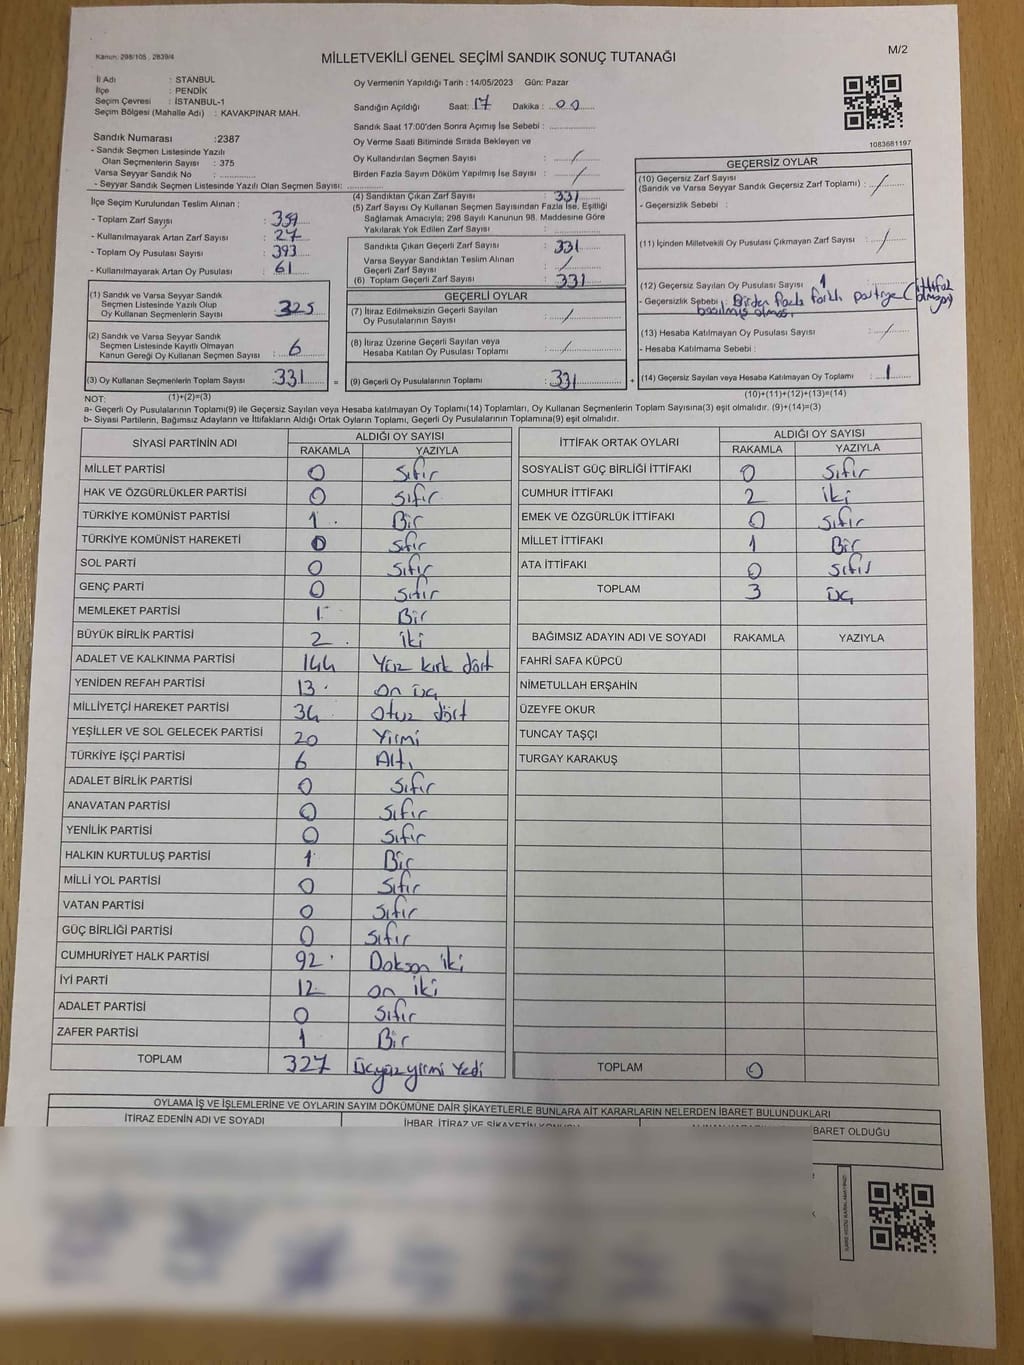 Kanun: 298/105 , 2839/4
MİLLETVEKİLİ GENEL SEÇİMİ SANDIK SONUÇ TUTANAĞI
M/2
İl Adı : STANBUL
İlçe : PENDİK
Seçim Çevresi : İSTANBUL-1
Seçim Bölgesi (Mahalle Adı) : KAVAKPINAR MAH.
Sandık Numarası :2387
- Sandık Seçmen Listesinde Yazılı
Olan Seçmenlerin Sayısı : 375
Varsa Seyyar Sandık No :
- Seyyar Sandık Seçmen Listesinde Yazılı Olan Seçmen Sayısı:
İlçe Seçim Kurulundan Teslim Alınan :
- Toplam Zarf Sayısı : 359
- Kullanılmayarak Artan Zarf Sayısı : 27
- Toplam Oy Pusulası Sayısı : 393
- Kullanılmayarak Artan Oy Pusulası : 61
(1) Sandık ve Varsa Seyyar Sandık
Seçmen Listesinde Yazılı Olup
Oy Kullanan Seçmenlerin Sayısı : 325
(2) Sandık ve Varsa Seyyar Sandık
Seçmen Listesinde Kayıtlı Olmayan
Kanun Gereği Oy Kullanan Seçmen Sayısı : 6
(3) Oy Kullanan Seçmenlerin Toplam Sayısı : 331 =
Oy Vermenin Yapıldığı Tarih : 14/05/2023 Gün: Pazar
Sandığın Açıldığı Saat: 17 Dakika : 00
Sandık Saat 17:00'den Sonra Açmış İse Sebebi :
Oy Verme Saati Bitiminde Sırada Bekleyen ve
Oy Kullandırılan Seçmen Sayısı : /
Birden Fazla Sayım Döküm Yapılmış İse Sayısı : /
(4) Sandıktan Çıkan Zarf Sayısı : 331
(5) Zarf Sayısı Oy Kullanan Seçmen Sayısından Fazla İse, Eşitliği
Sağlamak Amacıyla; 298 Sayılı Kanunun 98. Maddesine Göre
Yakılarak Yok Edilen Zarf Sayısı :
Sandıkta Çıkan Geçerli Zarf Sayısı : 331
Varsa Seyyar Sandıktan Teslim Alınan
Geçerli Zarf Sayısı : /
(6) Toplam Geçerli Zarf Sayısı : 331
GEÇERLİ OYLAR
(7) İtiraz Edilmeksizin Geçerli Sayılan
Oy Pusulalarının Sayısı : /
(8) İtiraz Üzerine Geçerli Sayılan veya
Hesaba Katılan Oy Pusulası Toplamı : /
(9) Geçerli Oy Pusulalarının Toplamı : 331 +
1083681197
GEÇERSİZ OYLAR
(10) Geçersiz Zarf Sayısı
(Sandık ve Varsa Seyyar Sandık Geçersiz Zarf Toplamı) : /
- Geçersizlik Sebebi :
(11) İçinden Milletvekili Oy Pusulası Çıkmayan Zarf Sayısı : /
(12) Geçersiz Sayılan Oy Pusulası Sayısı : 1
- Geçersizlik Sebebi : Birden fazla farklı partiye (ittifak olmayan)
basılmış olması
(13) Hesaba Katılmayan Oy Pusulası Sayısı : /
- Hesaba Katılmama Sebebi :
(14) Geçersiz Sayılan veya Hesaba Katılmayan Oy Toplamı : 1
NOT: (1)+(2)=(3) (10)+(11)+(12)+(13)=(14)
a- Geçerli Oy Pusulalarının Toplamı(9) ile Geçersiz Sayılan veya Hesaba katılmayan Oy Toplamı(14) Toplamları, Oy Kullanan Seçmenlerin Toplam Sayısına(3) eşit olmalıdır. (9)+(14)=(3)
b- Siyasi Partilerin, Bağımsız Adayların ve İttifakların Aldığı Ortak Oyların Toplamı, Geçerli Oy Pusulalarının Toplamına(9) eşit olmalıdır.
SİYASİ PARTİNİN ADI ALDIĞI OY SAYISI
RAKAMLA YAZIYLA
MİLLET PARTİSİ 0 Sıfır
HAK VE ÖZGÜRLÜKLER PARTİSİ 0 Sıfır
TÜRKİYE KOMÜNİST PARTİSİ 1 Bir
TÜRKİYE KOMÜNİST HAREKETİ 0 Sıfır
SOL PARTİ 0 Sıfır
GENÇ PARTİ 0 Sıfır
MEMLEKET PARTİSİ 1 Bir
BÜYÜK BİRLİK PARTİSİ 2 iki
ADALET VE KALKINMA PARTİSİ 144 Yüz kırk dört
YENİDEN REFAH PARTİSİ 13 on üç
MİLLİYETÇİ HAREKET PARTİSİ 34 Otuz dört
YEŞİLLER VE SOL GELECEK PARTİSİ 20 Yirmi
TÜRKİYE İŞÇİ PARTİSİ 6 Altı
ADALET BİRLİK PARTİSİ 0 Sıfır
ANAVATAN PARTİSİ 0 Sıfır
YENİLİK PARTİSİ 0 Sıfır
HALKIN KURTULUŞ PARTİSİ 1 Bir
MİLLİ YOL PARTİSİ 0 Sıfır
VATAN PARTİSİ 0 Sıfır
GÜÇ BİRLİĞİ PARTİSİ 0 Sıfır
CUMHURİYET HALK PARTİSİ 92 Doksan iki
İYİ PARTİ 12 on iki
ADALET PARTİSİ 0 Sıfır
ZAFER PARTİSİ 1 Bir
TOPLAM 327 Üçyüzyirmi Yedi
İTTİFAK ORTAK OYLARI ALDIĞI OY SAYISI
RAKAMLA YAZIYLA
SOSYALİST GÜÇ BİRLİĞİ İTTİFAKI 0 Sıfır
CUMHUR İTTİFAKI 2 iki
EMEK VE ÖZGÜRLÜK İTTİFAKI 0 Sıfır
MİLLET İTTİFAKI 1 Bir
ATA İTTİFAKI 0 Sıfır
TOPLAM 3 üç
BAĞIMSIZ ADAYIN ADI VE SOYADI RAKAMLA YAZIYLA
FAHRİ SAFA KÜPCÜ
NİMETULLAH ERŞAHİN
ÜZEYFE OKUR
TUNCAY TAŞÇI
TURGAY KARAKUŞ
TOPLAM 0
OYLAMA İŞ VE İŞLEMLERİNE VE OYLARIN SAYIM DÖKÜMÜNE DAİR ŞİKAYETLERLE BUNLARA AİT KARARLARIN NELERDEN İBARET BULUNDUKLARI
İTİRAZ EDENİN ADI VE SOYADI İHBAR, İTİRAZ VE ŞİKAYETİN KONUSU BARET OLDUĞU